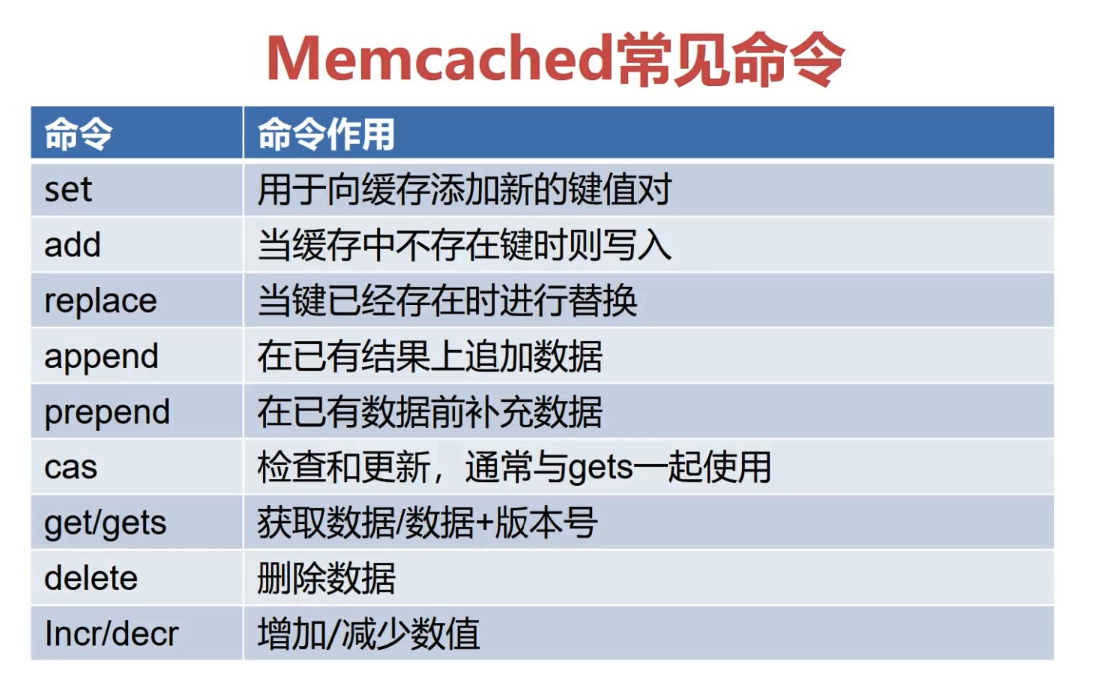 Memcached常见命令
命令 命令作用
set 用于向缓存添加新的键值对
add 当缓存中不存在键时则写入
replace 当键已经存在时进行替换
append 在已有结果上追加数据
prepend 在已有数据前补充数据
cas 检查和更新，通常与gets一起使用
get/gets 获取数据/数据+版本号
delete 删除数据
Incr/decr 增加/减少数值